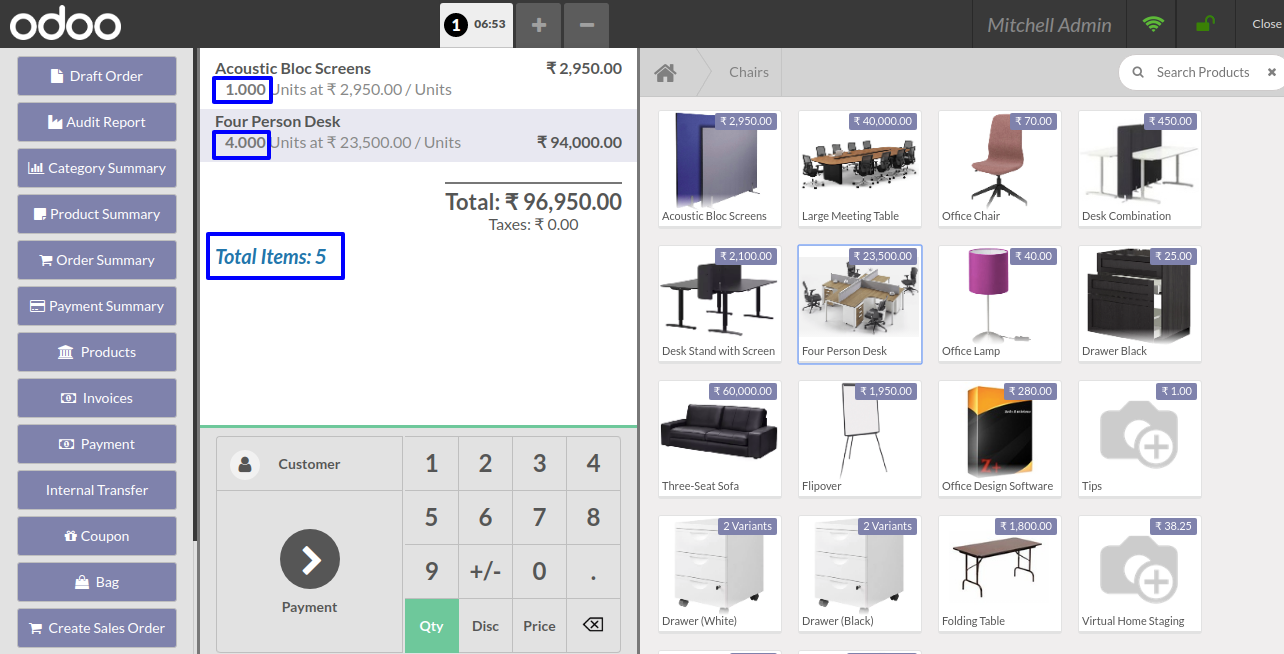 odoo
1 06:53
+
−
Mitchell Admin
Close
Draft Order
Audit Report
Category Summary
Product Summary
Order Summary
Payment Summary
Products
Invoices
Payment
Internal Transfer
Coupon
Bag
Create Sales Order
Acoustic Bloc Screens ₹ 2,950.00
1.000 Units at ₹ 2,950.00 / Units
Four Person Desk
4.000 Units at ₹ 23,500.00 / Units ₹ 94,000.00
Total: ₹ 96,950.00
Taxes: ₹ 0.00
Total Items: 5
Customer
Payment
1 2 3 4
5 6 7 8
9 +/- 0 .
Qty Disc Price
Chairs
Search Products
₹ 2,950.00
Acoustic Bloc Screens
₹ 40,000.00
Large Meeting Table
₹ 70.00
Office Chair
₹ 450.00
Desk Combination
₹ 2,100.00
Desk Stand with Screen
₹ 23,500.00
Four Person Desk
₹ 40.00
Office Lamp
₹ 25.00
Drawer Black
₹ 60,000.00
Three-Seat Sofa
₹ 1,950.00
Flipover
₹ 280.00
Z+
Office Design Software
₹ 1.00
Tips
2 Variants
Drawer (White)
2 Variants
Drawer (Black)
₹ 1,800.00
Folding Table
₹ 38.25
Virtual Home Staging